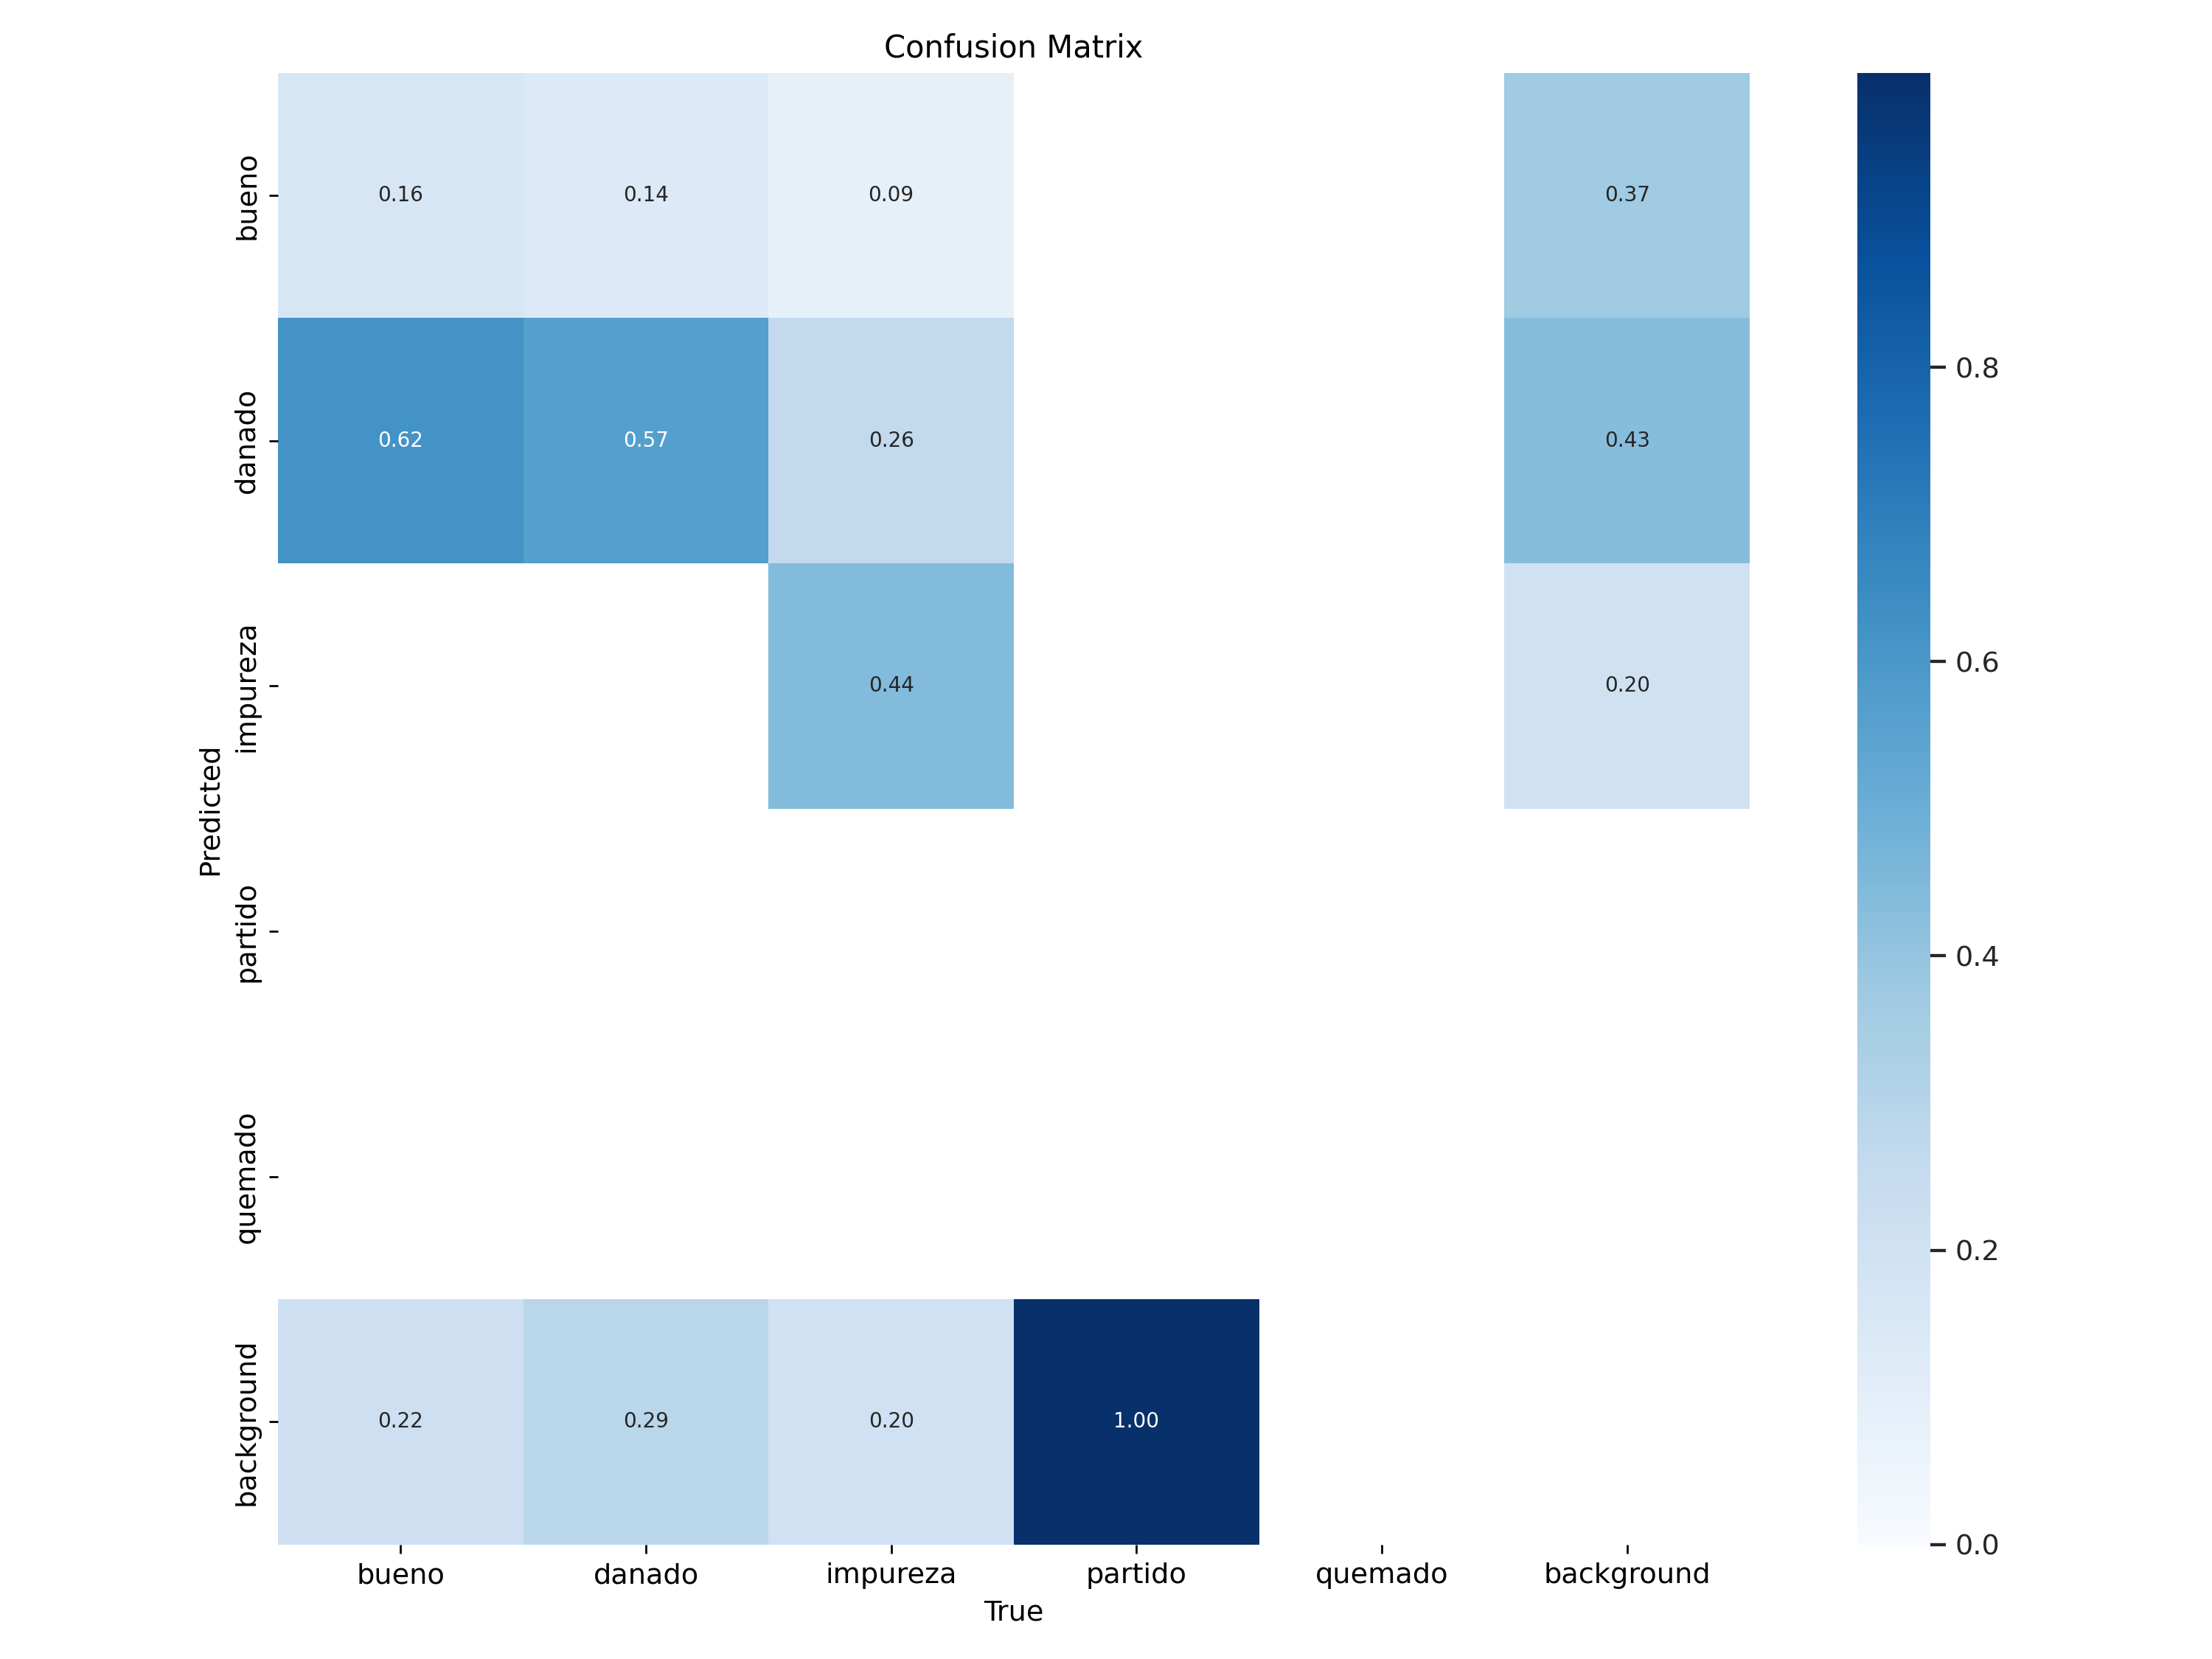 Confusion Matrix
bueno
0.16 0.14 0.09 0.37
danado
0.62 0.57 0.26 0.43
impureza
0.44 0.20
partido
quemado
background
0.22 0.29 0.20 1.00
Predicted
bueno danado impureza partido quemado background
True
0.8
0.6
0.4
0.2
0.0